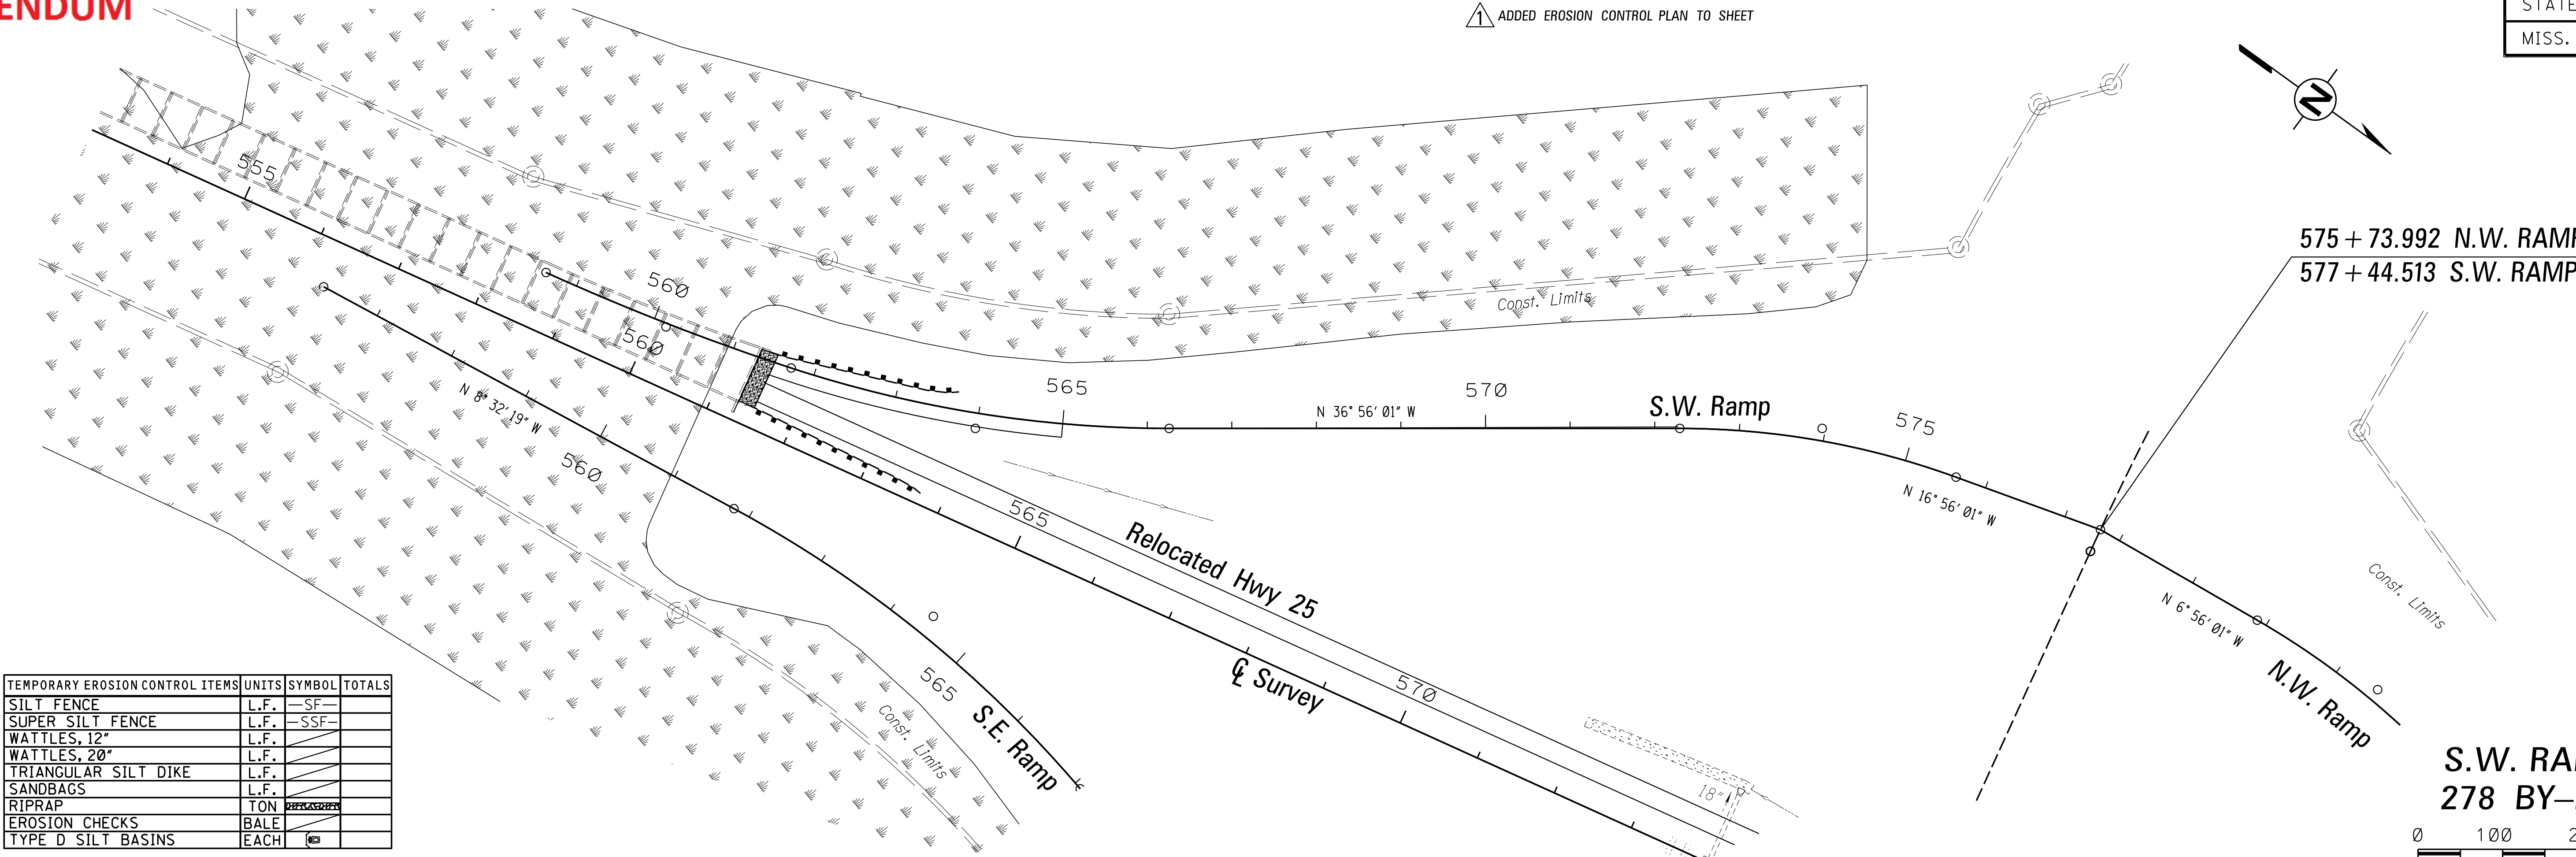 ENDUM
1 ADDED EROSION CONTROL PLAN TO SHEET
STATE
MISS.
N
575 + 73.992 N.W. RAMP
577 + 44.513 S.W. RAMP
555
560
560
560
565
570
575
565
565
570
Const. Limits
Const. Limits
Const. Limits
N 8° 32' 19" W
N 36° 56' 01" W
N 16° 56' 01" W
N 6° 56' 01" W
S.W. Ramp
Relocated Hwy 25
℄ Survey
S.E. Ramp
N.W. Ramp
18"
TEMPORARY EROSION CONTROL ITEMS UNITS SYMBOL TOTALS
SILT FENCE L.F. —SF—
SUPER SILT FENCE L.F. —SSF—
WATTLES, 12" L.F.
WATTLES, 20" L.F.
TRIANGULAR SILT DIKE L.F.
SANDBAGS L.F.
RIPRAP TON
EROSION CHECKS BALE
TYPE D SILT BASINS EACH
S.W. RA
278 BY-
0 100 2